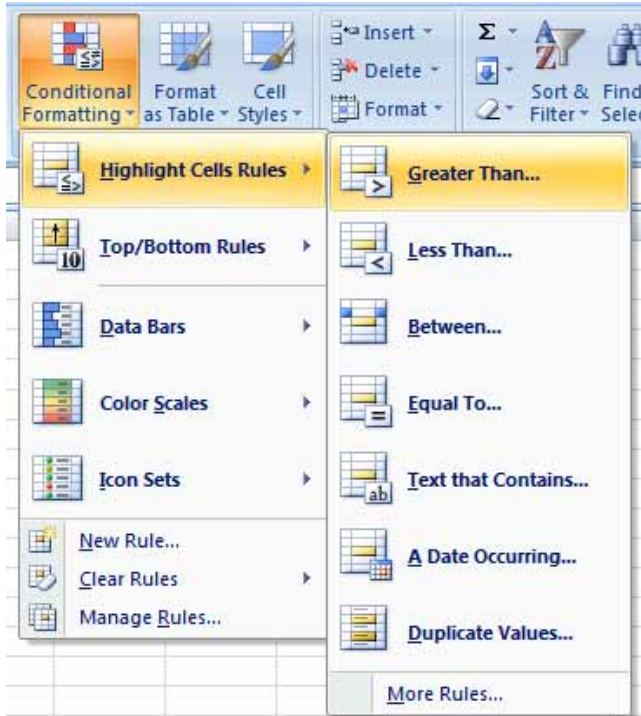 Insert
Σ
Delete
Format
Conditional Formatting
Format as Table
Cell Styles
Sort & Filter
Find
Selec
Highlight Cells Rules
Top/Bottom Rules
10
Data Bars
Color Scales
Icon Sets
New Rule...
Clear Rules
Manage Rules...
Greater Than...
Less Than...
Between...
Equal To...
Text that Contains...
ab
A Date Occurring...
Duplicate Values...
More Rules...